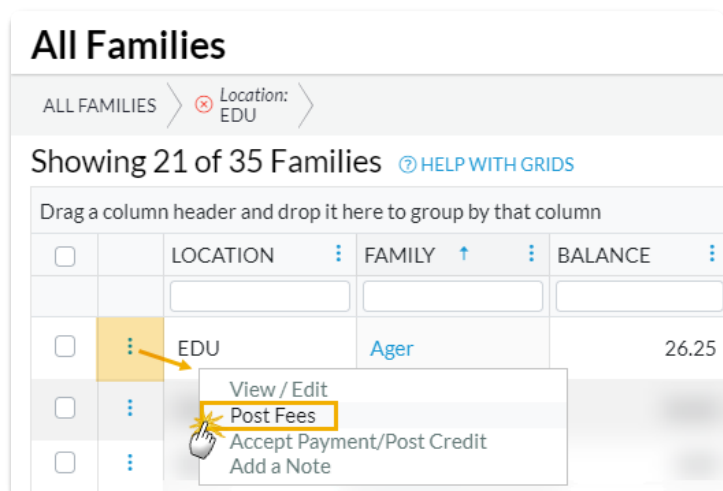 All Families
ALL FAMILIES
Location:
EDU
Showing 21 of 35 Families
HELP WITH GRIDS
Drag a column header and drop it here to group by that column
LOCATION FAMILY BALANCE
EDU Ager 26.25
View / Edit
Post Fees
Accept Payment/Post Credit
Add a Note